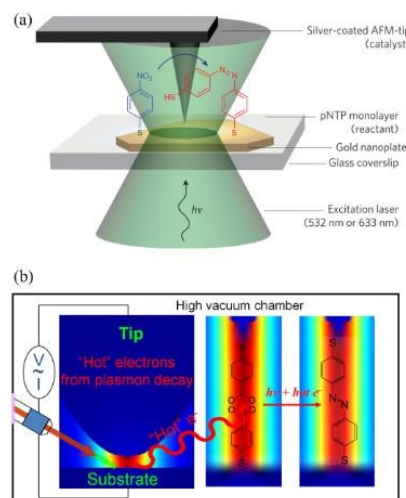 (a)
Silver-coated AFM-tip
(catalyst
NO₂
N
N
HS
S
S
pNTP monolayer
(reactant)
Gold nanoplate
Glass coverslip
hν
Excitation laser
(532 nm or 633 nm)
(b)
High vacuum chamber
Tip
"Hot" electrons
from plasmon decay
V
~
I
"Hot" e⁻
Substrate
S
O O
O O
S
hν + hot e⁻
S
N
N
S